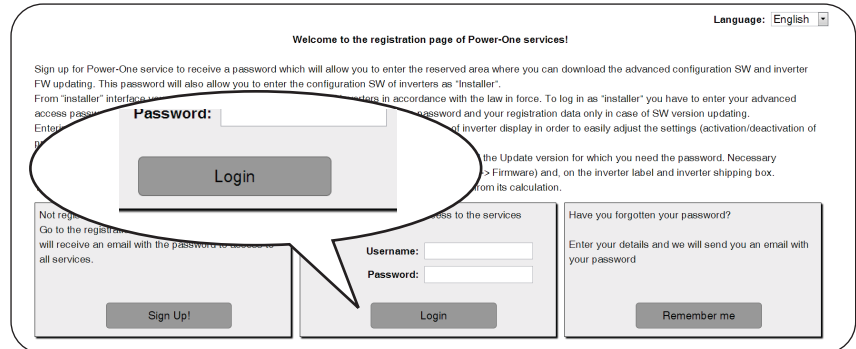 Language: English
Welcome to the registration page of Power-One services!
Sign up for Power-One service to receive a password which will allow you to enter the reserved area where you can download the advanced configuration SW and inverter
FW updating. This password will also allow you to enter the configuration SW of inverters as "Installer".
From "installer" interface in accordance with the law in force. To log in as "installer" you have to enter your advanced
access password and your registration data only in case of SW version updating.
of inverter display in order to easily adjust the settings (activation/deactivation of
the Update version for which you need the password. Necessary
Firmware) and, on the inverter label and inverter shipping box.
from its calculation.
Password:
Login
Not
Go to the
will receive an email with the password to access to
all services.
Sign Up!
to the services
Username:
Password:
Login
Have you forgotten your password?
Enter your details and we will send you an email with
your password
Remember me